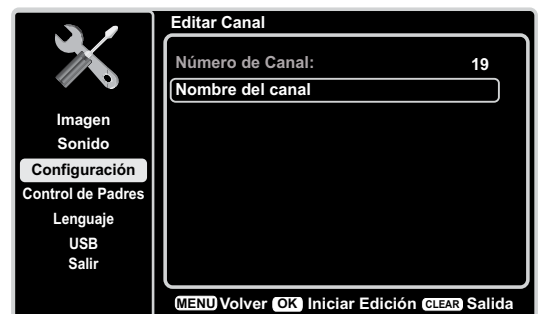 Editar Canal
Número de Canal: 19
Nombre del canal
Imagen
Sonido
Configuración
Control de Padres
Lenguaje
USB
Salir
MENU Volver OK Iniciar Edición CLEAR Salida